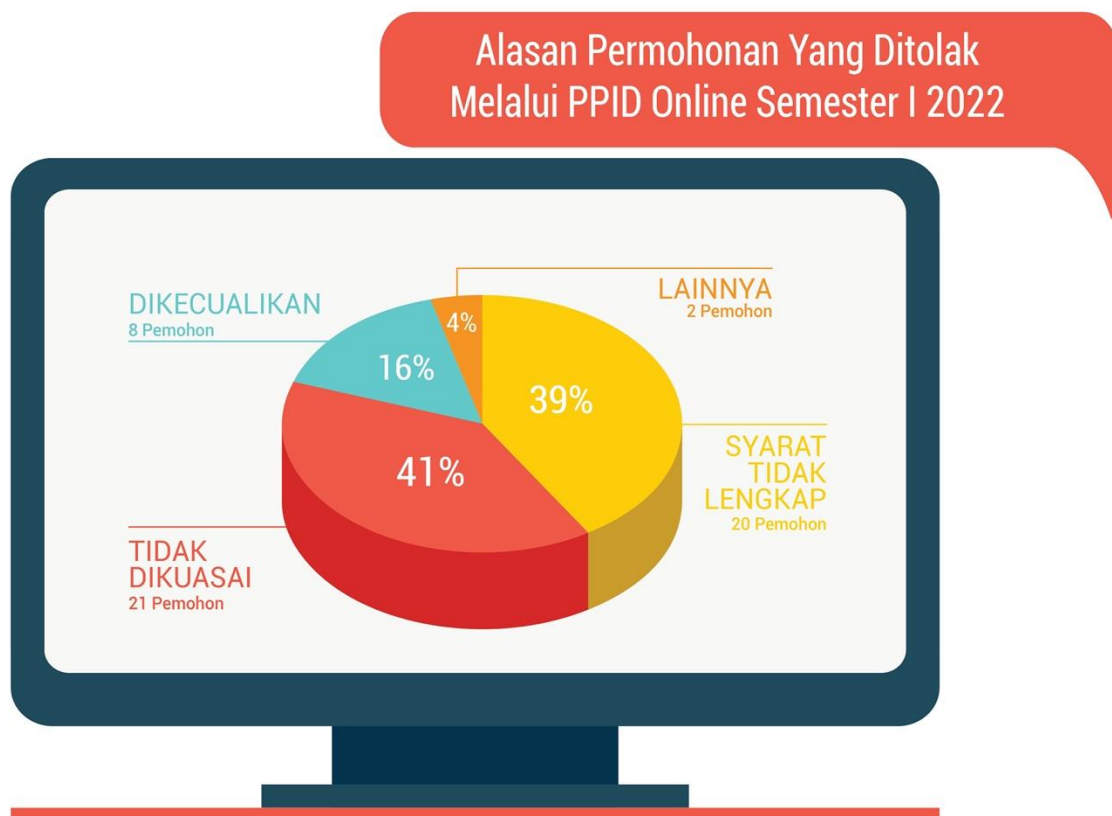 Alasan Permohonan Yang Ditolak
Melalui PPID Online Semester I 2022
DIKECUALIKAN
8 Pemohon
LAINNYA
2 Pemohon
4%
16%
39%
41%
SYARAT
TIDAK
LENGKAP
20 Pemohon
TIDAK
DIKUASAI
21 Pemohon